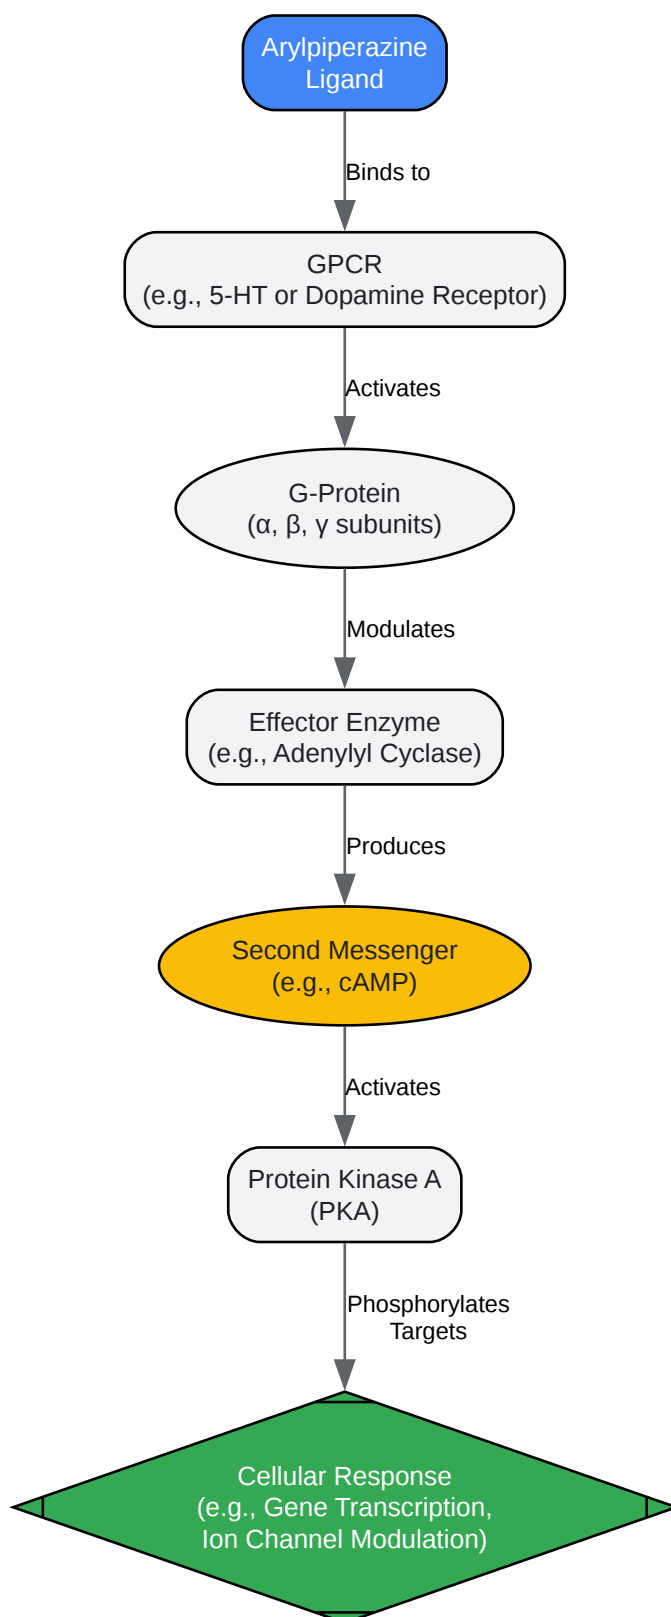 Arylpiperazine
Ligand
Binds to
GPCR
(e.g., 5-HT or Dopamine Receptor)
Activates
G-Protein
(α, β, γ subunits)
Modulates
Effector Enzyme
(e.g., Adenylyl Cyclase)
Produces
Second Messenger
(e.g., cAMP)
Activates
Protein Kinase A
(PKA)
Phosphorylates
Targets
Cellular Response
(e.g., Gene Transcription,
Ion Channel Modulation)